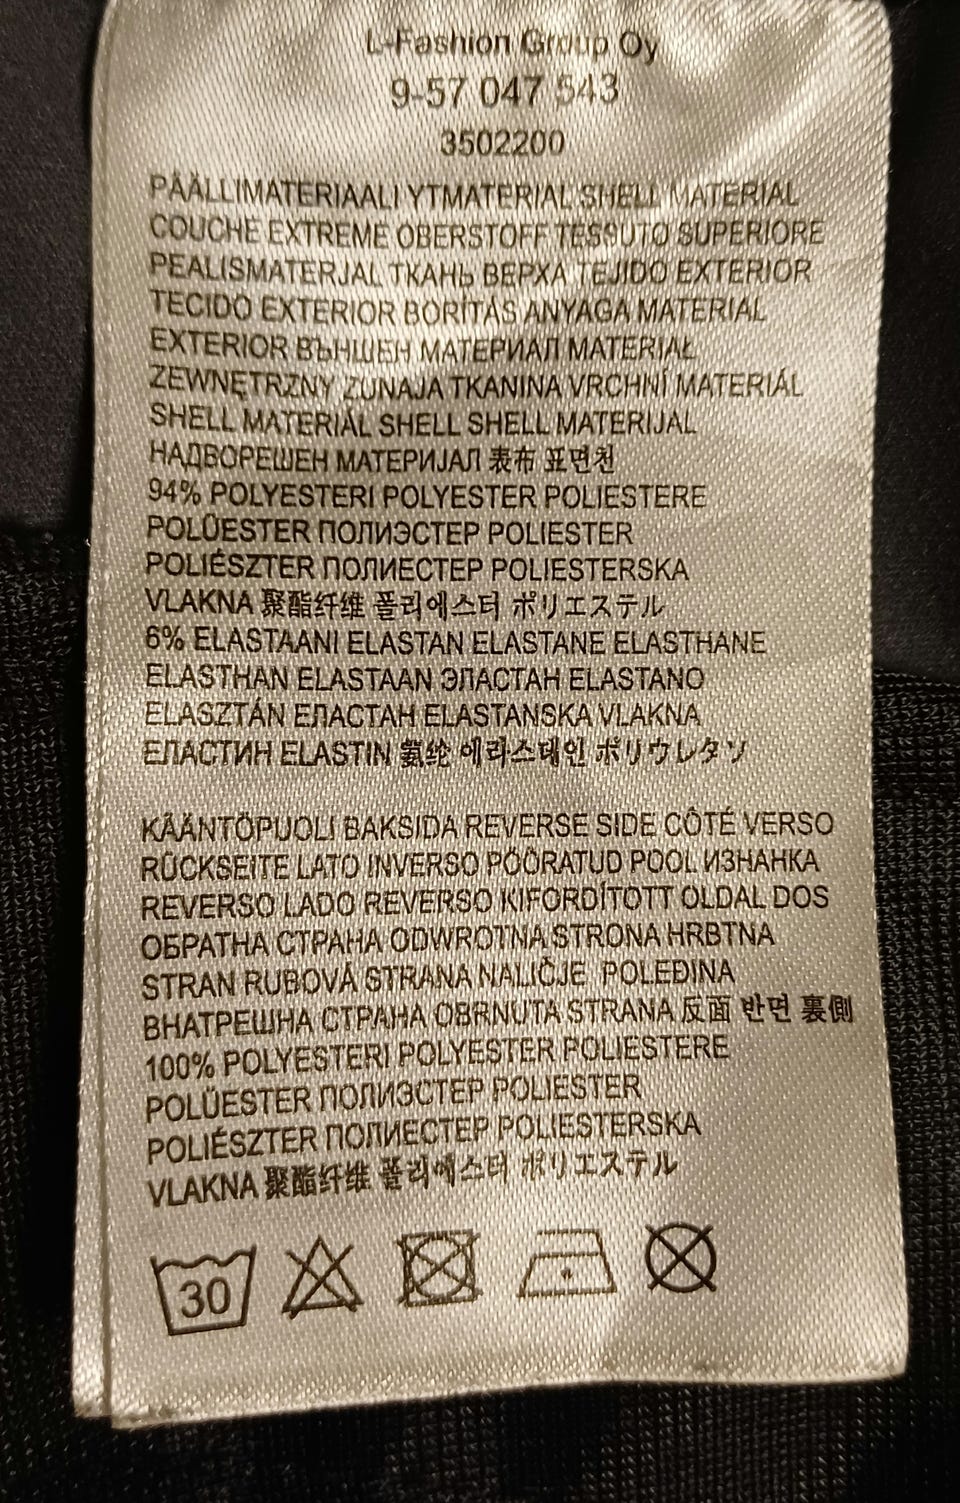 L-Fashion Group Oy
9-57 047 543
3502200
PÄÄLLIMATERIAALI YTMATERIAL SHELL MATERIAL
COUCHE EXTREME OBERSTOFF TESSUTO SUPERIORE
PEALISMATERJAL ТКАНЬ ВЕРХА TEJIDO EXTERIOR
TECIDO EXTERIOR BORÍTÁS ANYAGA MATERIAL
EXTERIOR ВЪНШЕН МАТЕРИАЛ MATERIAŁ
ZEWNĘTRZNY ZUNAJA TKANINA VRCHNÍ MATERIÁL
SHELL MATERIÁL SHELL SHELL MATERIJAL
НАДВОРЕШЕН МАТЕРИЈАЛ 表布 표면천
94% POLYESTERI POLYESTER POLIESTERE
POLÜESTER ПОЛИЭСТЕР POLIESTER
POLIÉSZTER ПОЛИЕСТЕР POLIESTERSKA
VLAKNA 聚酯纤维 폴리에스터 ポリエステル
6% ELASTAANI ELASTAN ELASTANE ELASTHANE
ELASTHAN ELASTAAN ЭЛАСТАН ELASTANO
ELASZTÁN ЕЛАСТАН ELASTANSKA VLAKNA
ЕЛАСТИН ELASTIN 氨纶 에라스테인 ポリウレタソ
KÄÄNTÖPUOLI BAKSIDA REVERSE SIDE CÔTÉ VERSO
RÜCKSEITE LATO INVERSO PÖÖRATUD POOL ИЗНАНКА
REVERSO LADO REVERSO KIFORDÍTOTT OLDAL DOS
ОБРАТНА СТРАНА ODWROTNA STRONA HRBTNA
STRAN RUBOVÁ STRANA NALIČJE POLEĐINA
ВНАТРЕШНА СТРАНА OBRNUTA STRANA 反面 반면 裏側
100% POLYESTERI POLYESTER POLIESTERE
POLÜESTER ПОЛИЭСТЕР POLIESTER
POLIÉSZTER ПОЛИЕСТЕР POLIESTERSKA
VLAKNA 聚酯纤维 폴리에스터 ポリエステル
30